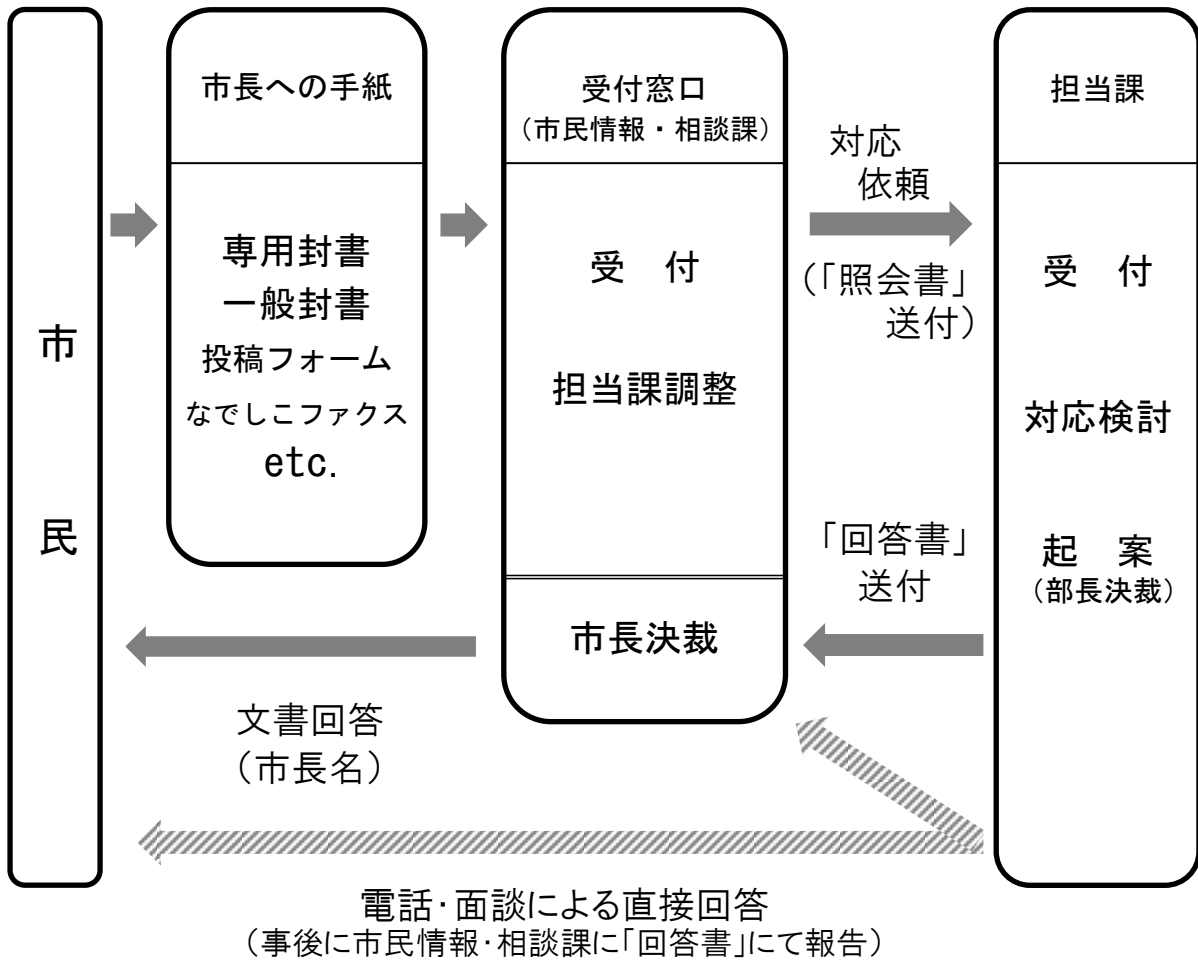 市民
市長への手紙
専用封書
一般封書
投稿フォーム
なでしこファクス
etc.
受付窓口
（市民情報・相談課）
受　付
担当課調整
市長決裁
対応
依頼
（「照会書」
送付）
担当課
受　付
対応検討
起　案
（部長決裁）
「回答書」
送付
文書回答
（市長名）
電話・面談による直接回答
（事後に市民情報・相談課に「回答書」にて報告）